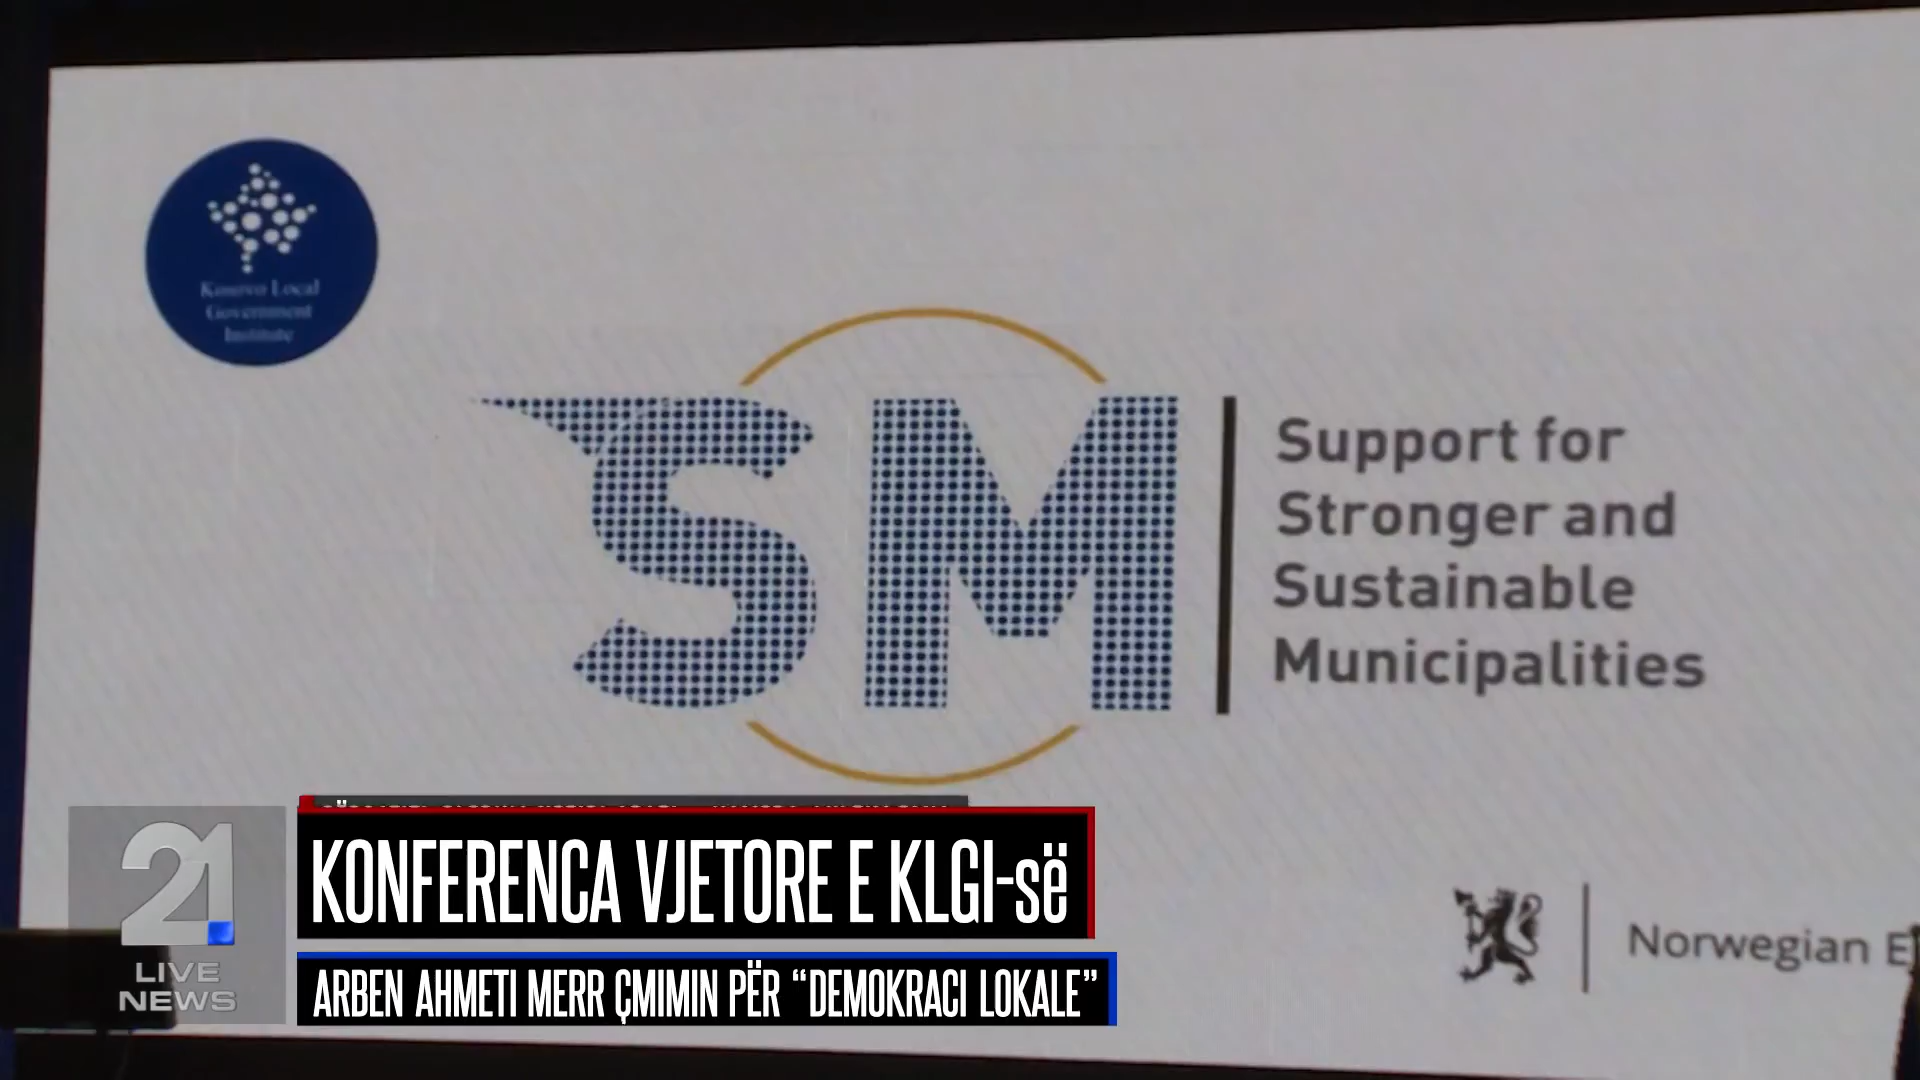 Kosovo Local
Government
Institute
SM
Support for
Stronger and
Sustainable
Municipalities
Norwegian
21
LIVE
NEWS
KONFERENCA VJETORE E KLGI-së
ARBEN AHMETI MERR ÇMIMIN PËR “DEMOKRACI LOKALE”